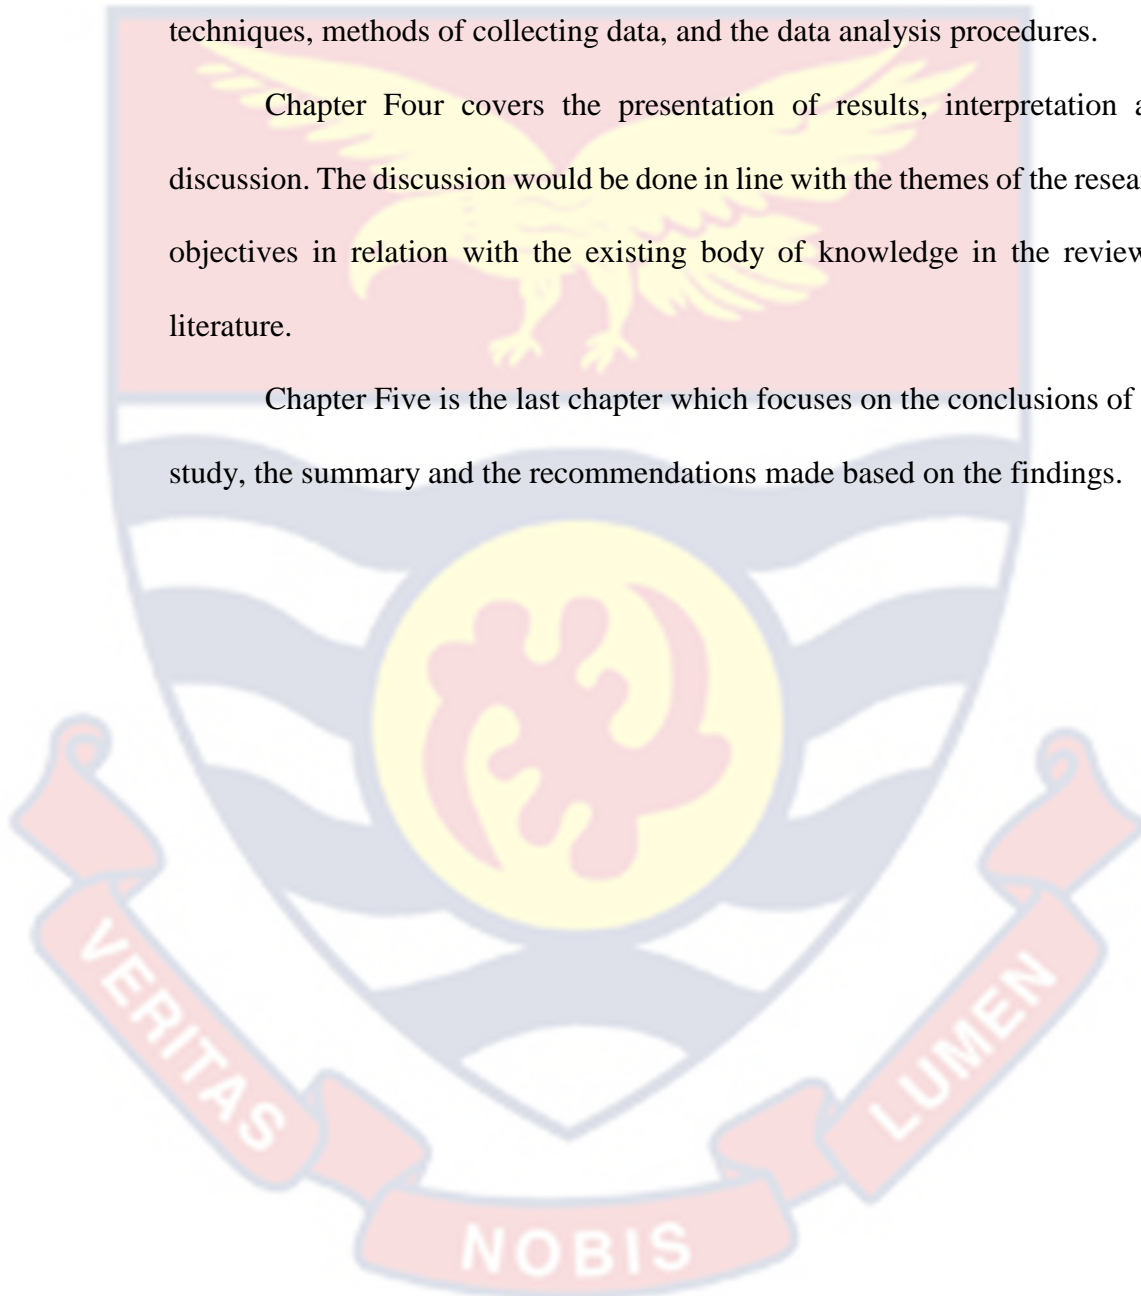 techniques, methods of collecting data, and the data analysis procedures.
Chapter Four covers the presentation of results, interpretation a
discussion. The discussion would be done in line with the themes of the resear
objectives in relation with the existing body of knowledge in the review
literature.
Chapter Five is the last chapter which focuses on the conclusions of
study, the summary and the recommendations made based on the findings.
VERITAS
NOBIS
LUMEN